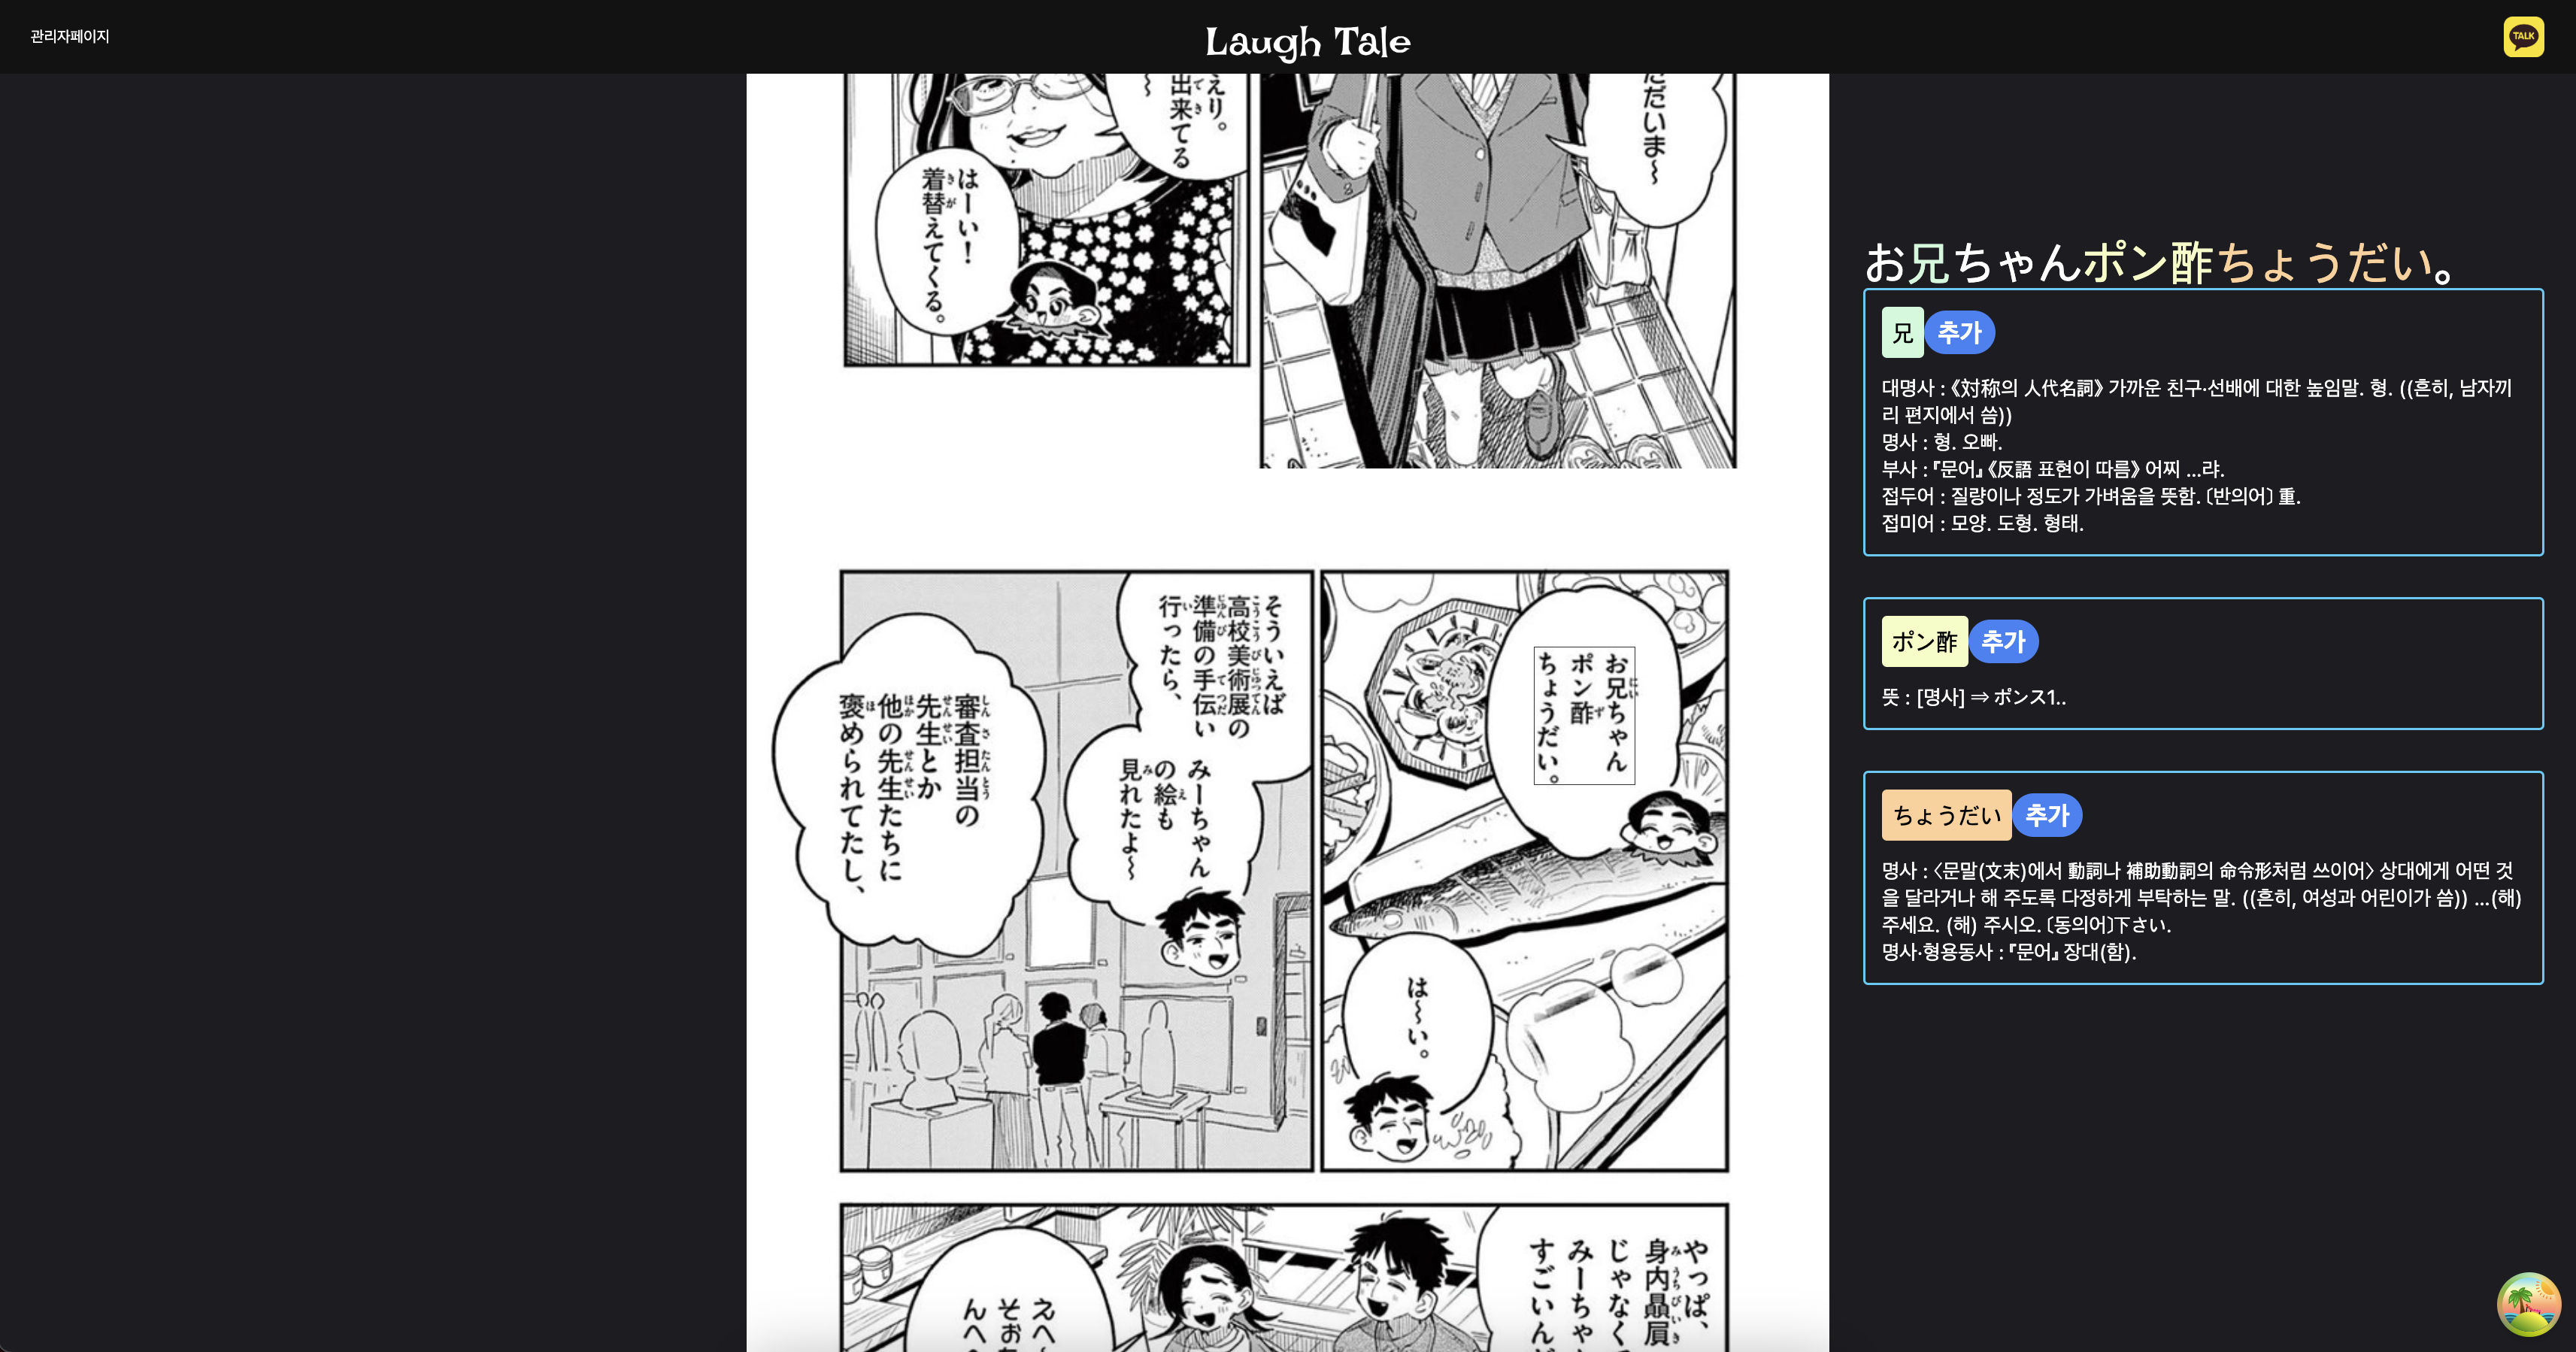 관리자페이지
Laugh Tale
TALK
だだいま〜
えり。
出来てる
〜
はーい！
着替えてくる。
お兄ちゃん
ポン酢
ちょうだい。
は〜い。
そういえば
高校美術展の
準備の手伝い
行ったら、
みーちゃん
の絵も
見れたよ〜
審査担当の
先生とか
他の先生たちに
褒められてたし、
やっぱ、
身内贔屓
じゃなく
みーちゃ
すごいん
えへ
そお
んへ
お兄ちゃんポン酢ちょうだい。
兄 추가
대명사 : 《対称의 人代名詞》 가까운 친구·선배에 대한 높임말. 형. ((흔히, 남자끼
리 편지에서 씀))
명사 : 형. 오빠.
부사 : 『문어』《反語 표현이 따름》 어찌 …랴.
접두어 : 질량이나 정도가 가벼움을 뜻함.〔반의어〕重.
접미어 : 모양. 도형. 형태.
ポン酢 추가
뜻 : [명사] ⇒ ポンス1..
ちょうだい 추가
명사 : 〈문말(文末)에서 動詞나 補助動詞의 命令形처럼 쓰이어〉 상대에게 어떤 것
을 달라거나 해 주도록 다정하게 부탁하는 말. ((흔히, 여성과 어린이가 씀)) …(해)
주세요. (해) 주시오.〔동의어〕下さい.
명사·형용동사 : 『문어』 장대(함).